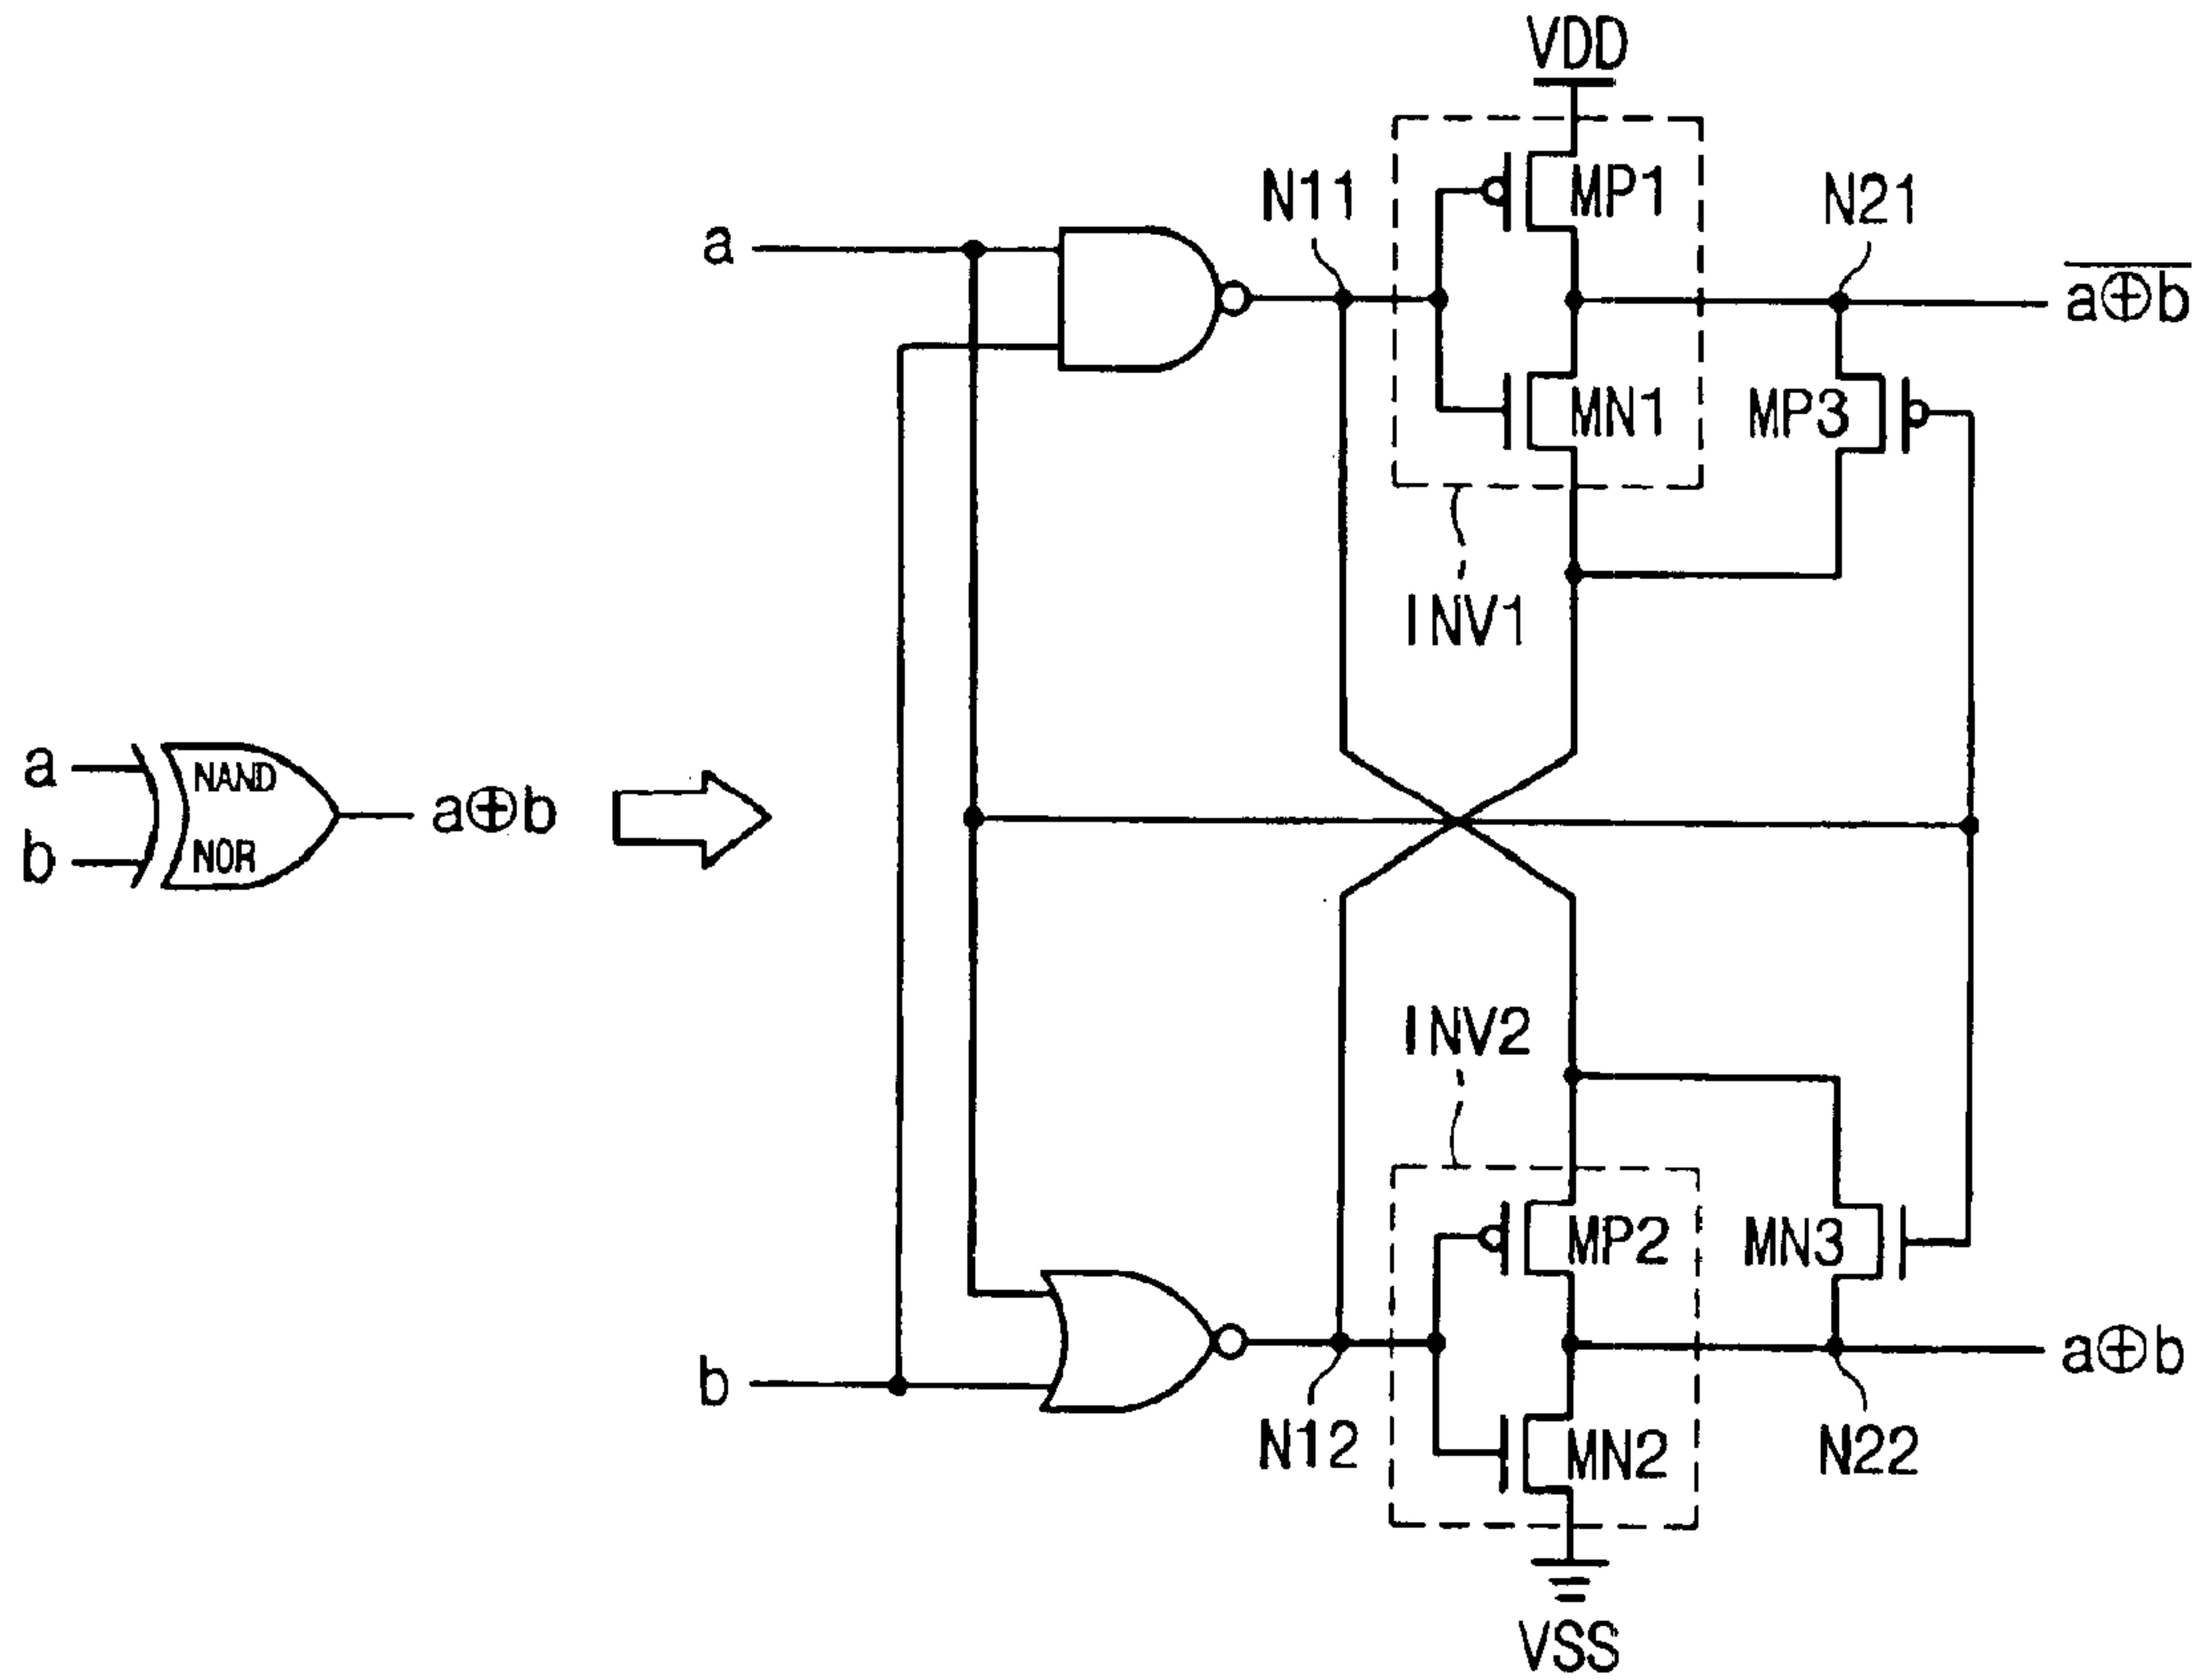 VDD
N11
MP1
N21
a
a⊕b
MN1
MP3
INV1
a
NAND
a⊕b
b
NOR
INV2
MP2
MN3
b
a⊕b
N12
MN2
N22
VSS